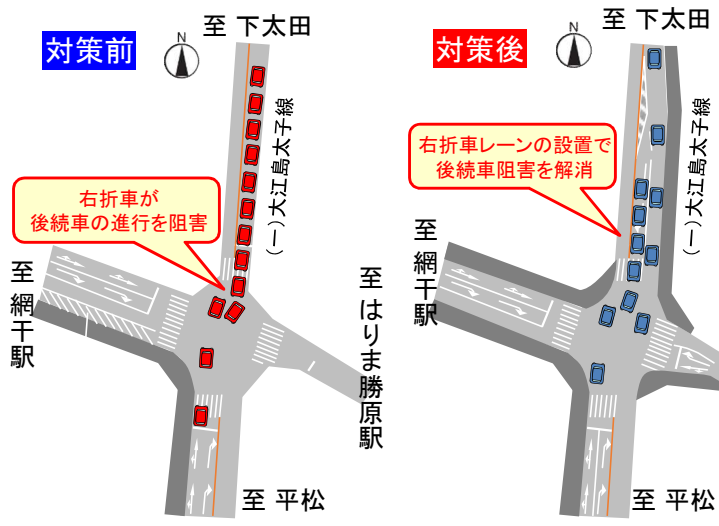 対策前
N
至 下太田
(一)大江島太子線
右折車が
後続車の進行を阻害
至 網干駅
至 はりま勝原駅
至 平松
対策後
N
至 下太田
(一)大江島太子線
右折車レーンの設置で
後続車阻害を解消
至 網干駅
至 平松